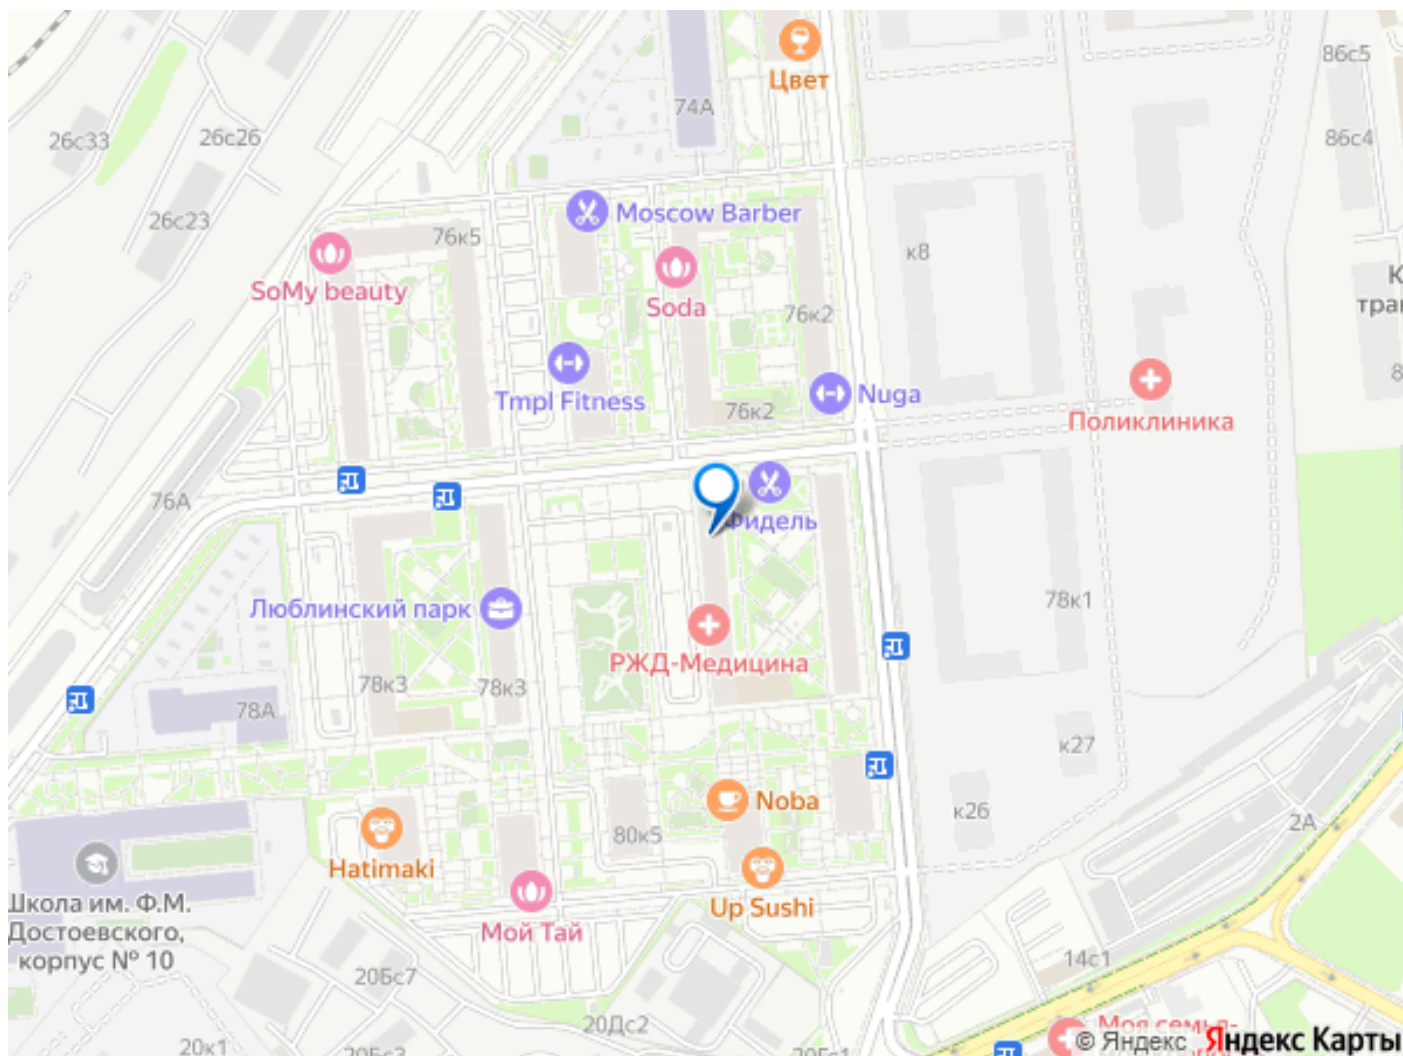 Цвет
86с5
74А
86с4
26с33
26с26
26с23
Moscow Barber
76к5
к8
SoMy beauty
Soda
76к2
Tmpl Fitness
Nuga
76к2
Поликлиника
76А
Фидель
Люблинский парк
78к1
РЖД-Медицина
78к3
78к3
78А
к27
Noba
к26
2А
80к5
Hatimaki
Up Sushi
Школа им. Ф.М.
Достоевского,
корпус № 10
Мой Тай
14с1
20Бс7
20Дс2
20к1
© Яндекс Яндекс Карты